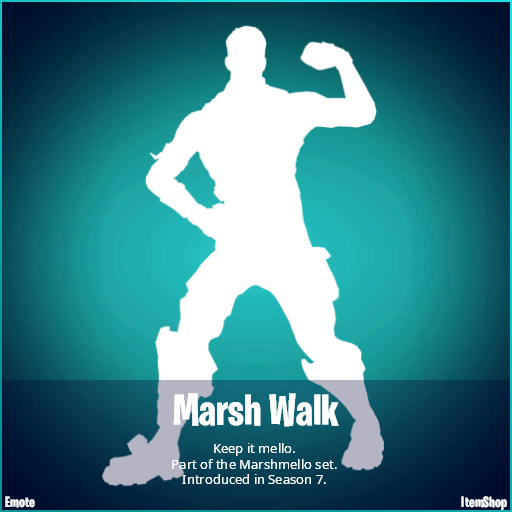 Marsh Walk
Keep it mello.
Part of the Marshmello set.
Introduced in Season 7.
Emote
ItemShop